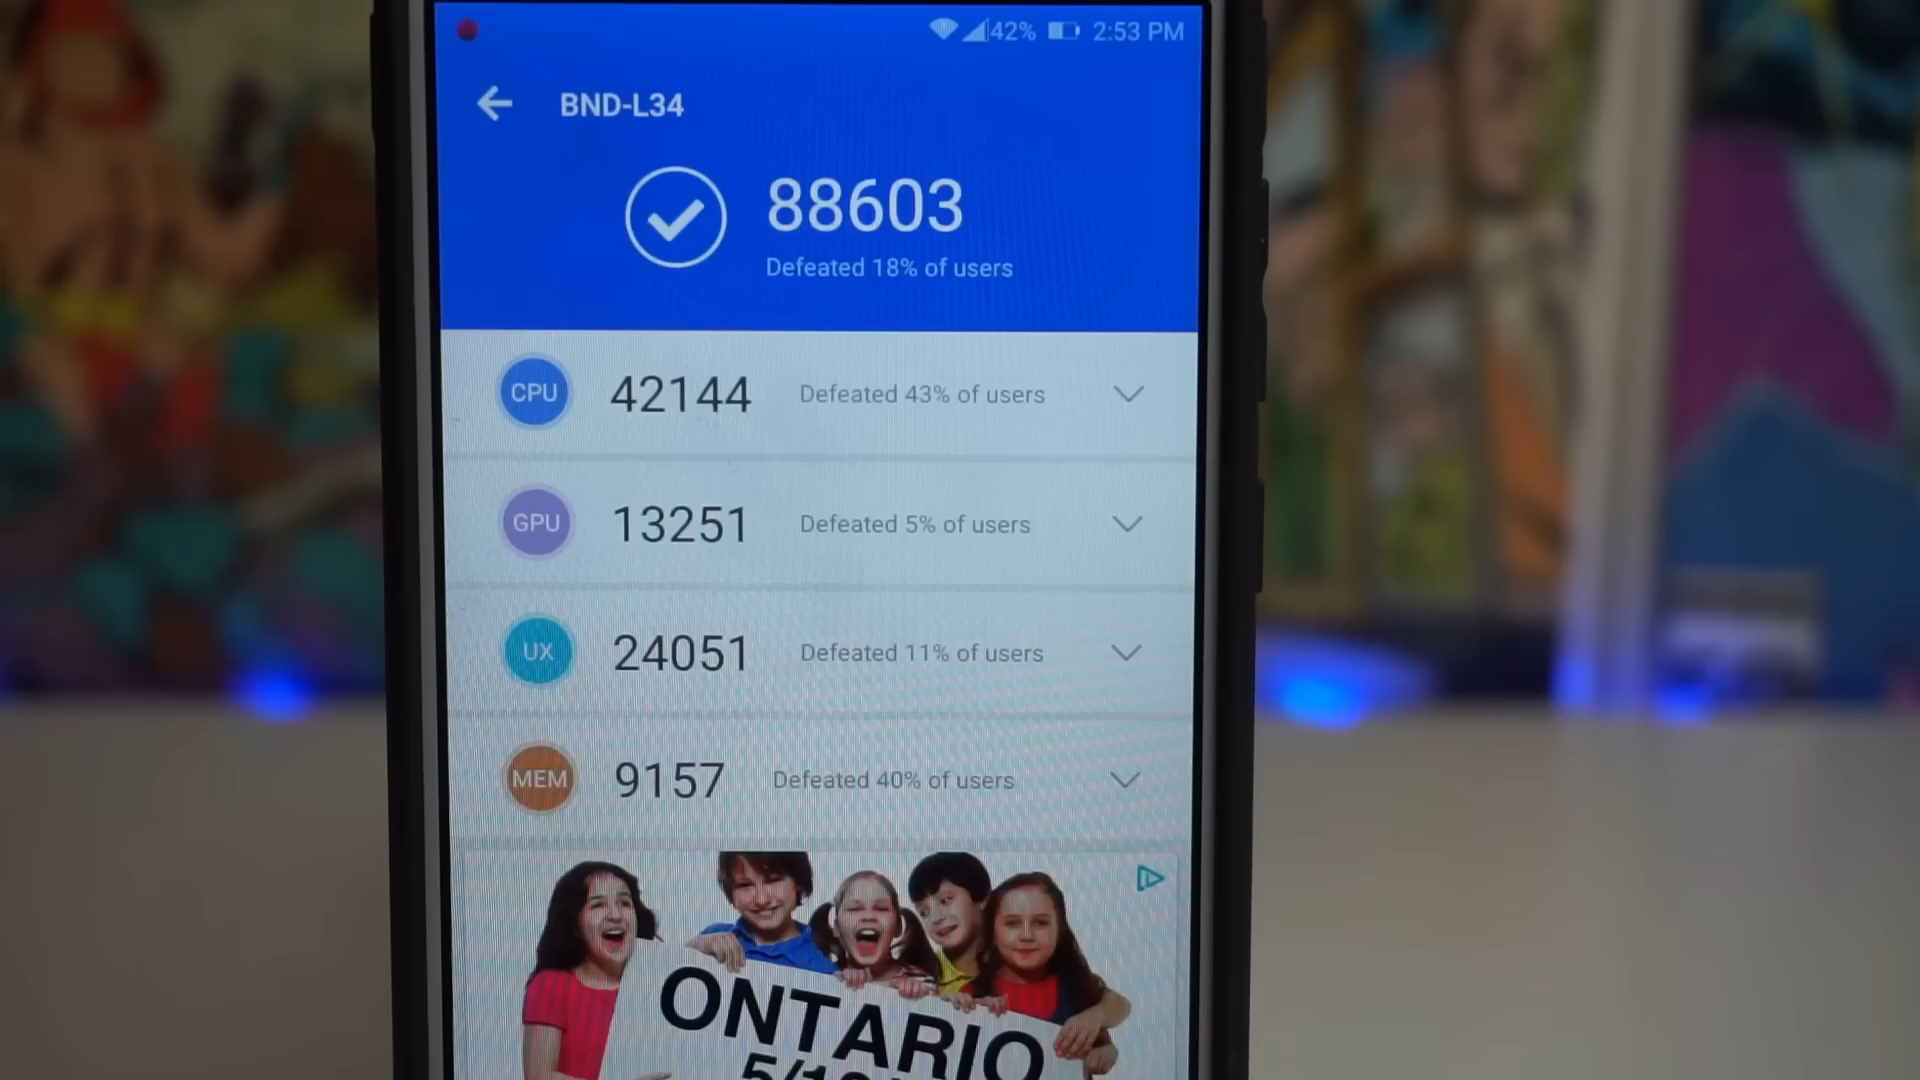 42% 2:53 PM
BND-L34
88603
Defeated 18% of users
CPU 42144 Defeated 43% of users
GPU 13251 Defeated 5% of users
UX 24051 Defeated 11% of users
MEM 9157 Defeated 40% of users
ONTARIO